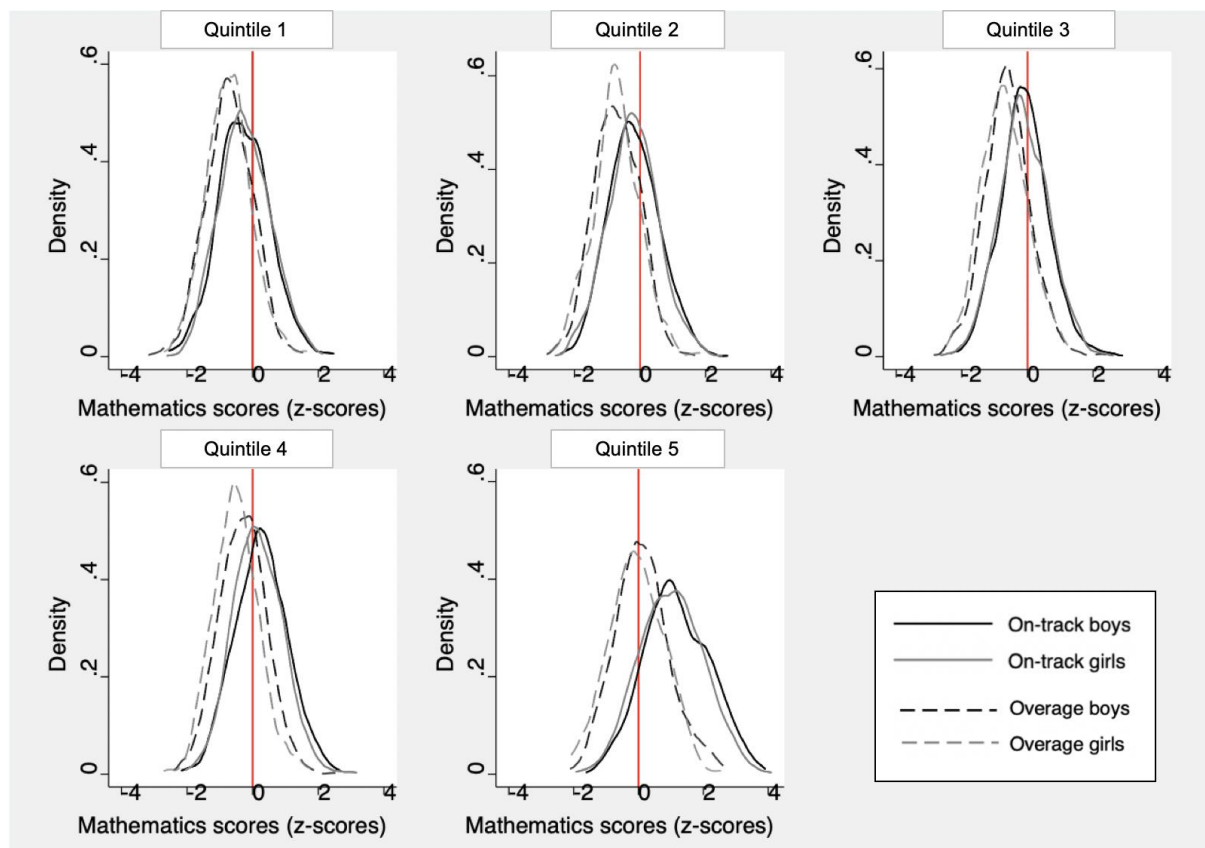 Quintile 1
Quintile 2
Quintile 3
Density
0
.2
.4
.6
-4
-2
0
2
4
Mathematics scores (z-scores)
Density
0
.2
.4
.6
-4
-2
0
2
4
Mathematics scores (z-scores)
Density
0
.2
.4
.6
-4
-2
0
2
4
Mathematics scores (z-scores)
Quintile 4
Quintile 5
Density
0
.2
.4
.6
-4
-2
0
2
4
Mathematics scores (z-scores)
Density
0
.2
.4
.6
-4
-2
0
2
4
Mathematics scores (z-scores)
On-track boys
On-track girls
Overage boys
Overage girls